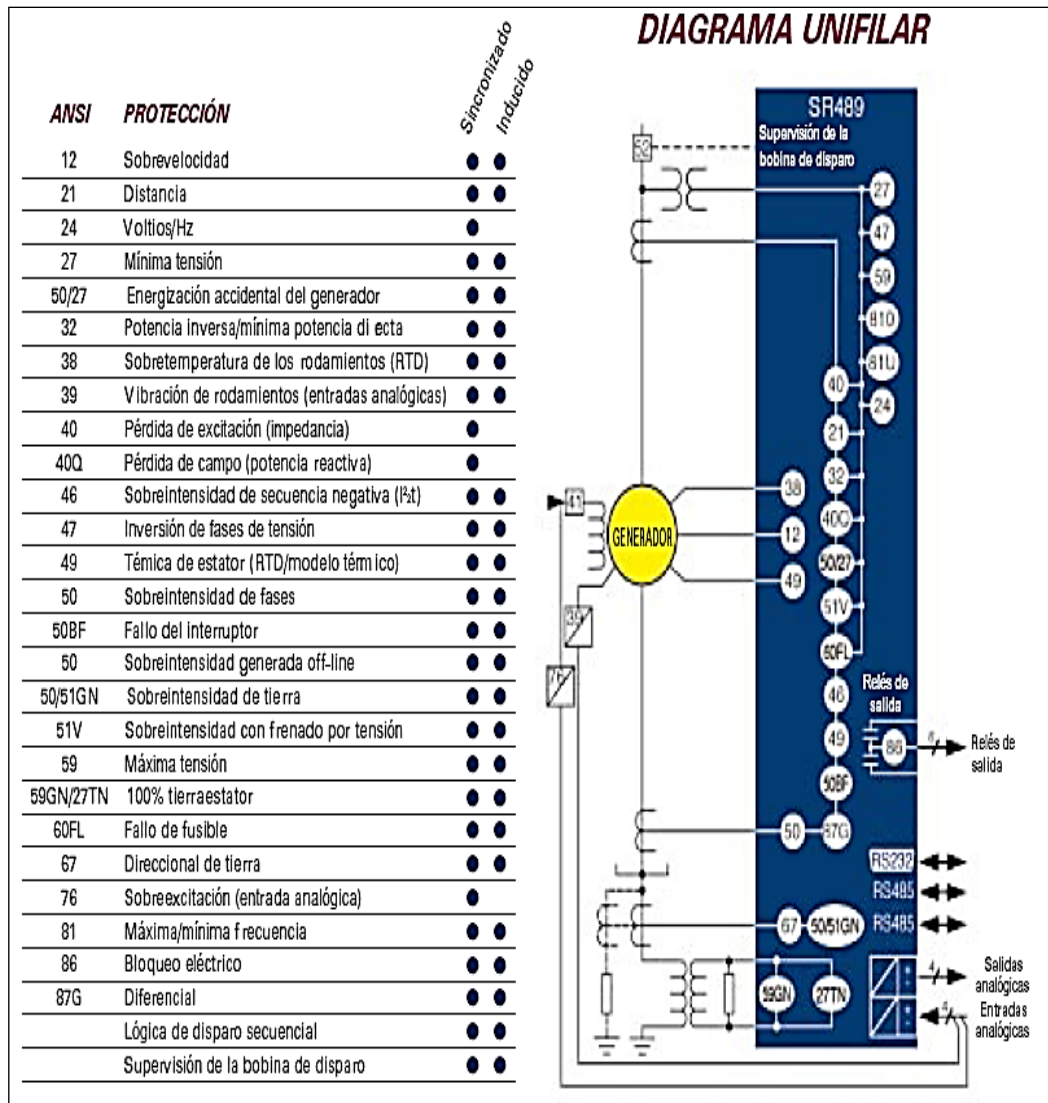 DIAGRAMA UNIFILAR
ANSI PROTECCIÓN Sincronizado Inducido
12 Sobrevelocidad
21 Distancia
24 Voltios/Hz
27 Mínima tensión
50/27 Energización accidental del generador
32 Potencia inversa/mínima potencia di ecta
38 Sobretemperatura de los rodamientos (RTD)
39 Vibración de rodamientos (entradas analógicas)
40 Pérdida de excitación (impedancia)
40Q Pérdida de campo (potencia reactiva)
46 Sobreintensidad de secuencia negativa (I²t)
47 Inversión de fases de tensión
49 Témica de estator (RTD/modelo térmico)
50 Sobreintensidad de fases
50BF Fallo del interruptor
50 Sobreintensidad generada off-line
50/51GN Sobreintensidad de tierra
51V Sobreintensidad con frenado por tensión
59 Máxima tensión
59GN/27TN 100% tierraestator
60FL Fallo de fusible
67 Direccional de tierra
76 Sobreexcitación (entrada analógica)
81 Máxima/mínima frecuencia
86 Bloqueo eléctrico
87G Diferencial
Lógica de disparo secuencial
Supervisión de la bobina de disparo
SR489
52
Supervisión de la
bobina de disparo
27
47
59
81O
81U
24
40
21
32
40Q
50/27
51V
60FL
46
49
50BF
87G
50
41
GENERADOR
38
12
49
39
76
Relés de
salida
86
6
Relés de
salida
RS232
RS485
RS485
67
50/51GN
59GN
27TN
4
Salidas
analógicas
Entradas
analógicas